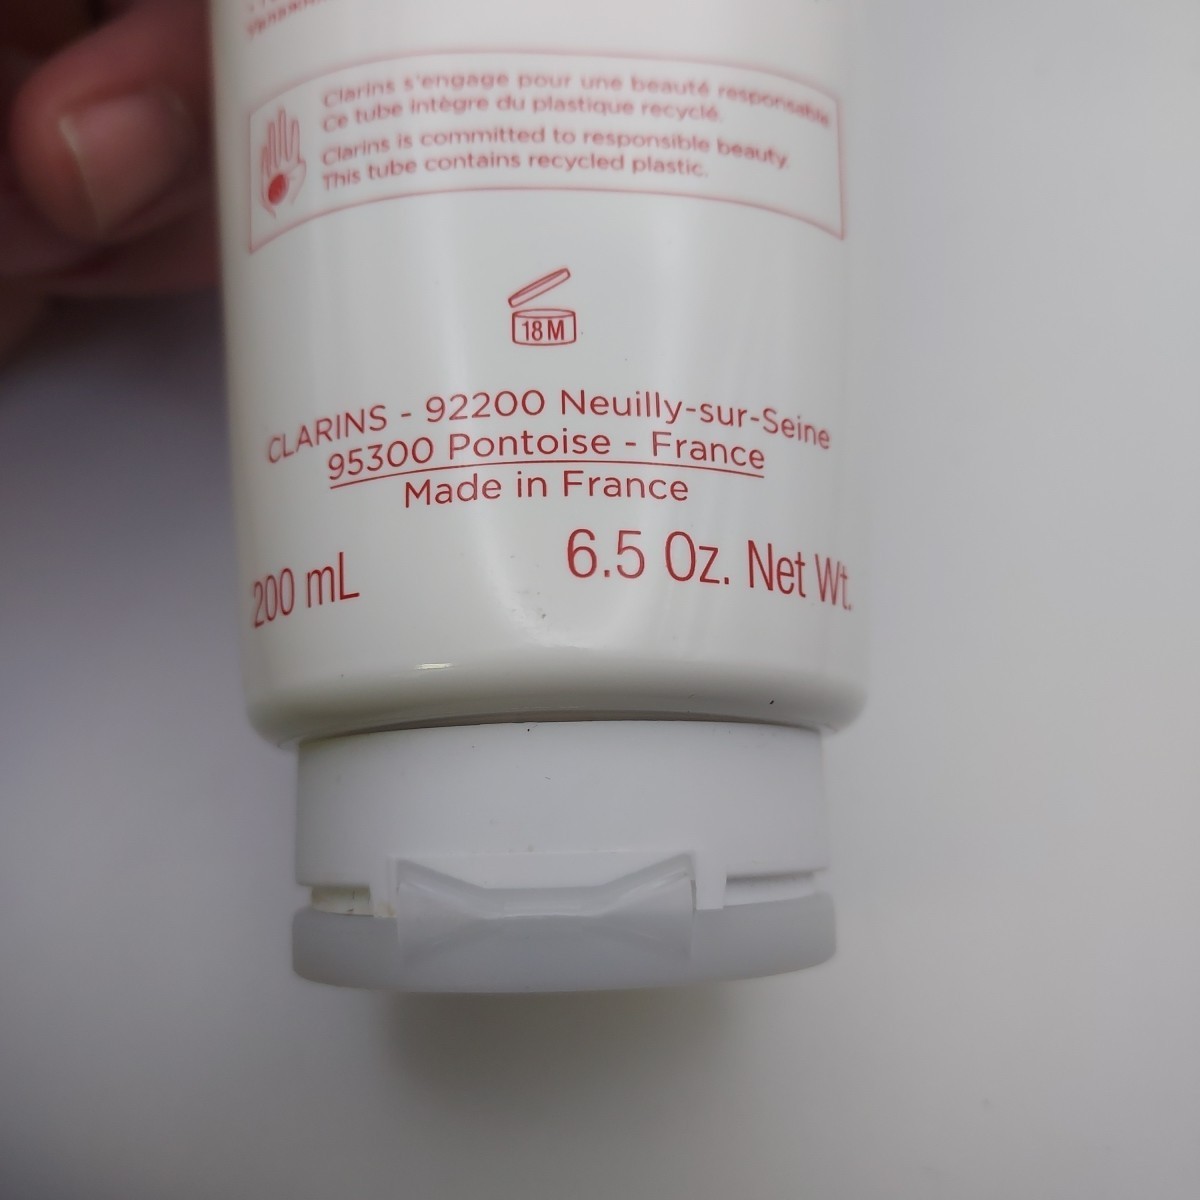 Clarins s'engage pour une beauté responsable
Ce tube intègre du plastique recyclé.
Clarins is committed to responsible beauty.
This tube contains recycled plastic.
18M
CLARINS - 92200 Neuilly-sur-Seine
95300 Pontoise - France
Made in France
200 mL 6.5 Oz. Net Wt.